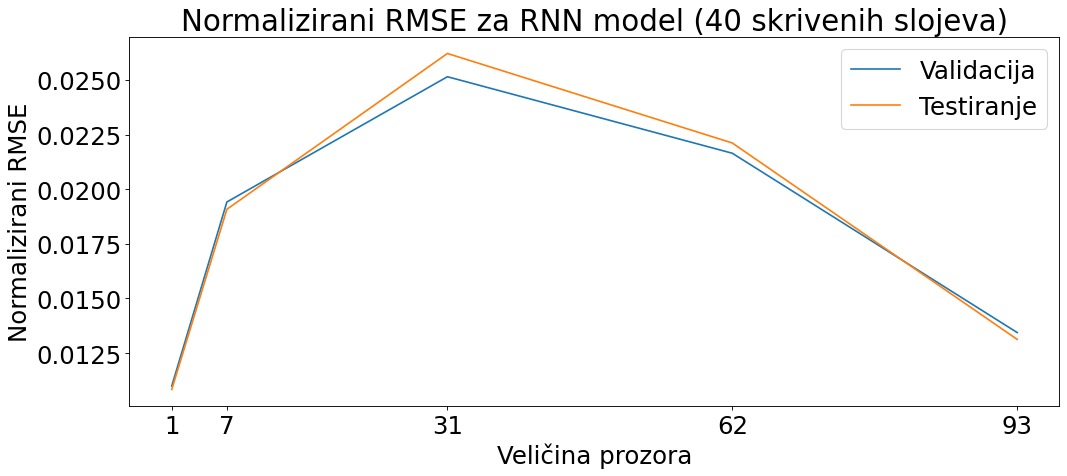 Normalizirani RMSE za RNN model (40 skrivenih slojeva)
Normalizirani RMSE
0.0250
0.0225
0.0200
0.0175
0.0150
0.0125
Validacija
Testiranje
1 7 31 62 93
Veličina prozora